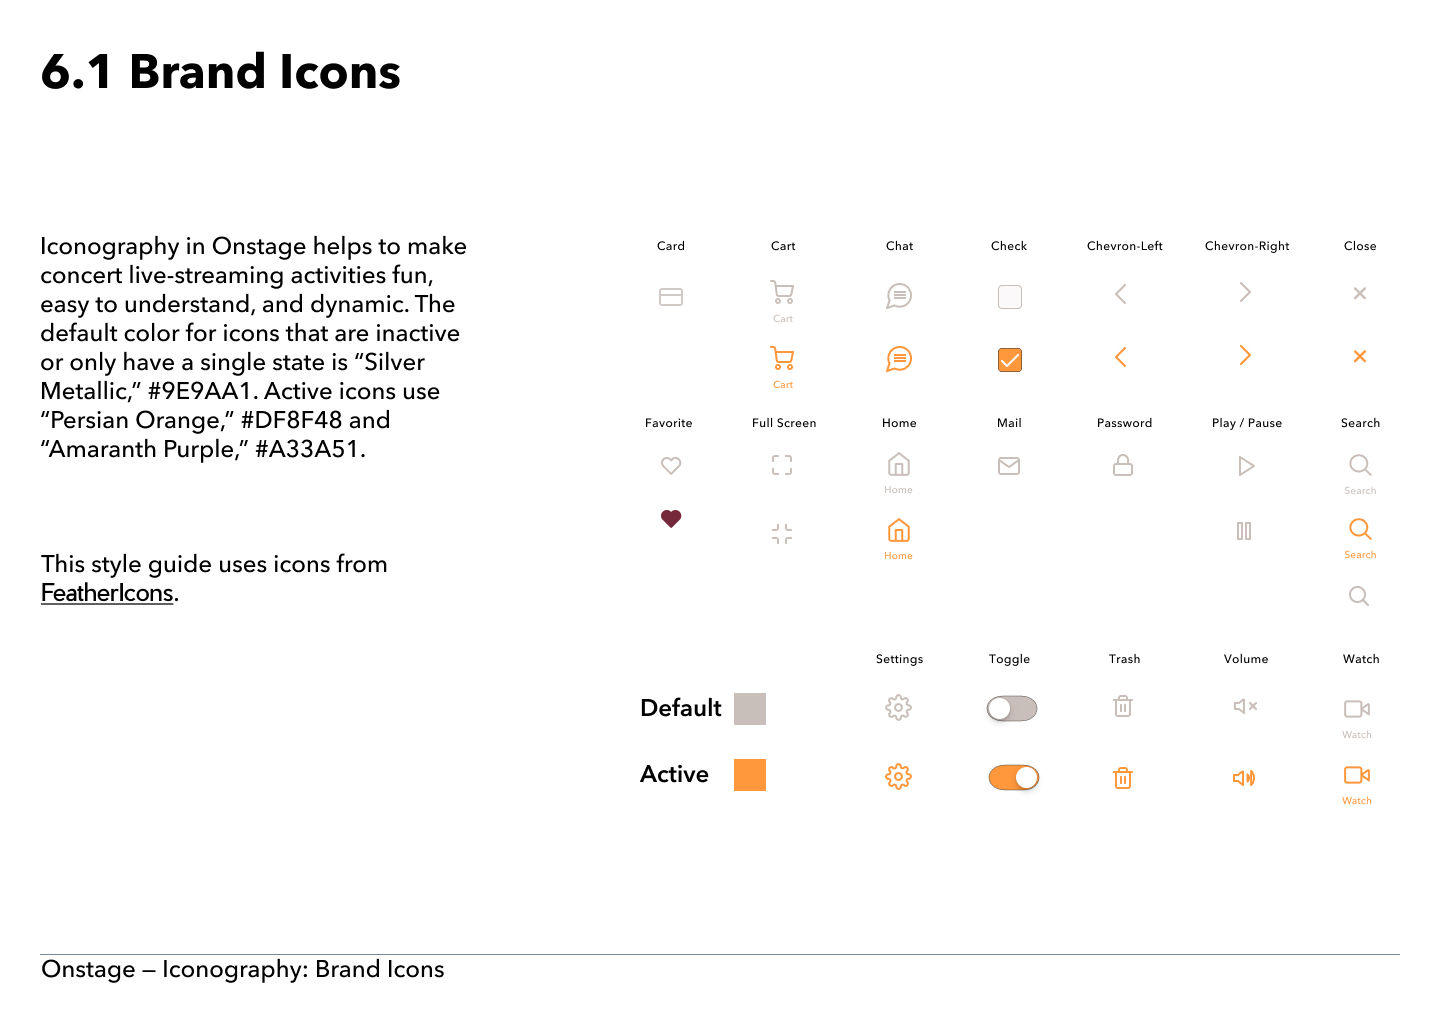 6.1 Brand Icons
Iconography in Onstage helps to make
concert live-streaming activities fun,
easy to understand, and dynamic. The
default color for icons that are inactive
or only have a single state is “Silver
Metallic,” #9E9AA1. Active icons use
“Persian Orange,” #DF8F48 and
“Amaranth Purple,” #A33A51.
This style guide uses icons from
FeatherIcons.
Card Cart Chat Check Chevron-Left Chevron-Right Close
Cart
Cart
Favorite Full Screen Home Mail Password Play / Pause Search
Home Search
Home Search
Settings Toggle Trash Volume Watch
Default
Watch
Active
Watch
Onstage — Iconography: Brand Icons